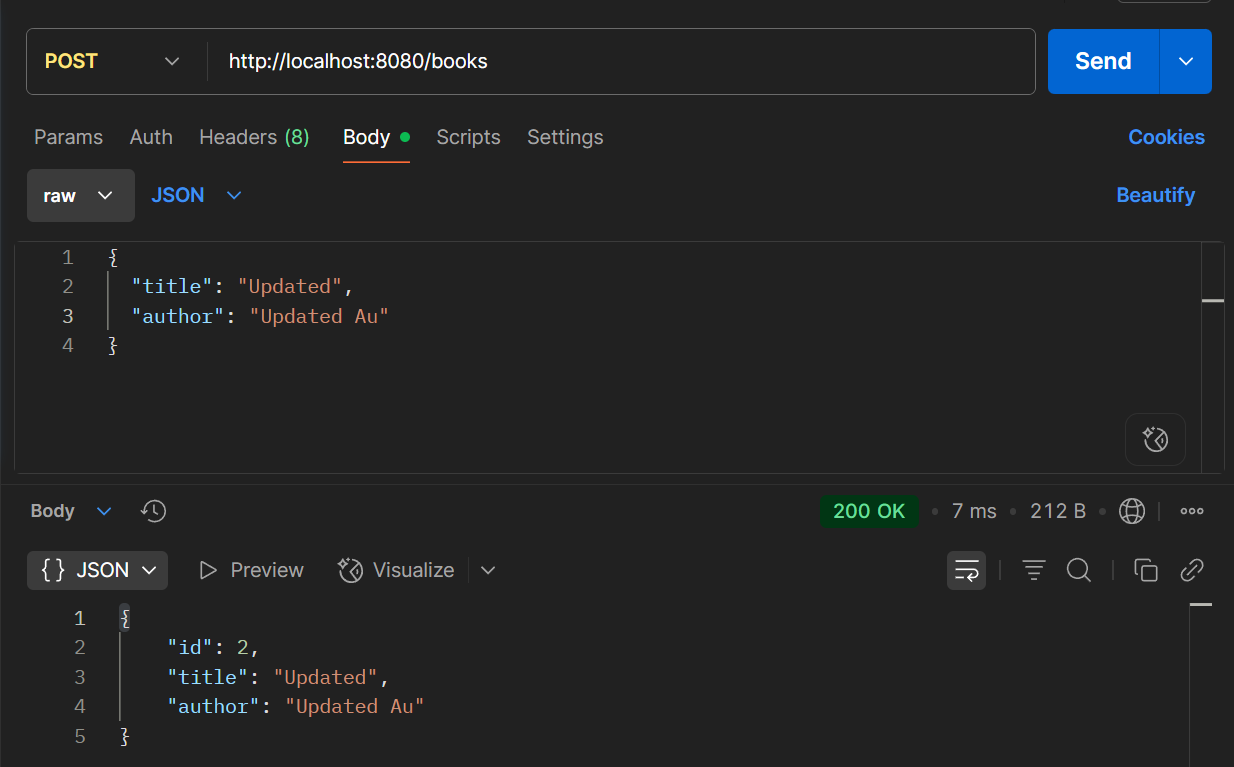 POST http://localhost:8080/books Send
Params Auth Headers (8) Body Scripts Settings Cookies
raw JSON Beautify
1 {
2 "title": "Updated",
3 "author": "Updated Au"
4 }
Body 200 OK 7 ms 212 B
{} JSON Preview Visualize
1 {
2 "id": 2,
3 "title": "Updated",
4 "author": "Updated Au"
5 }